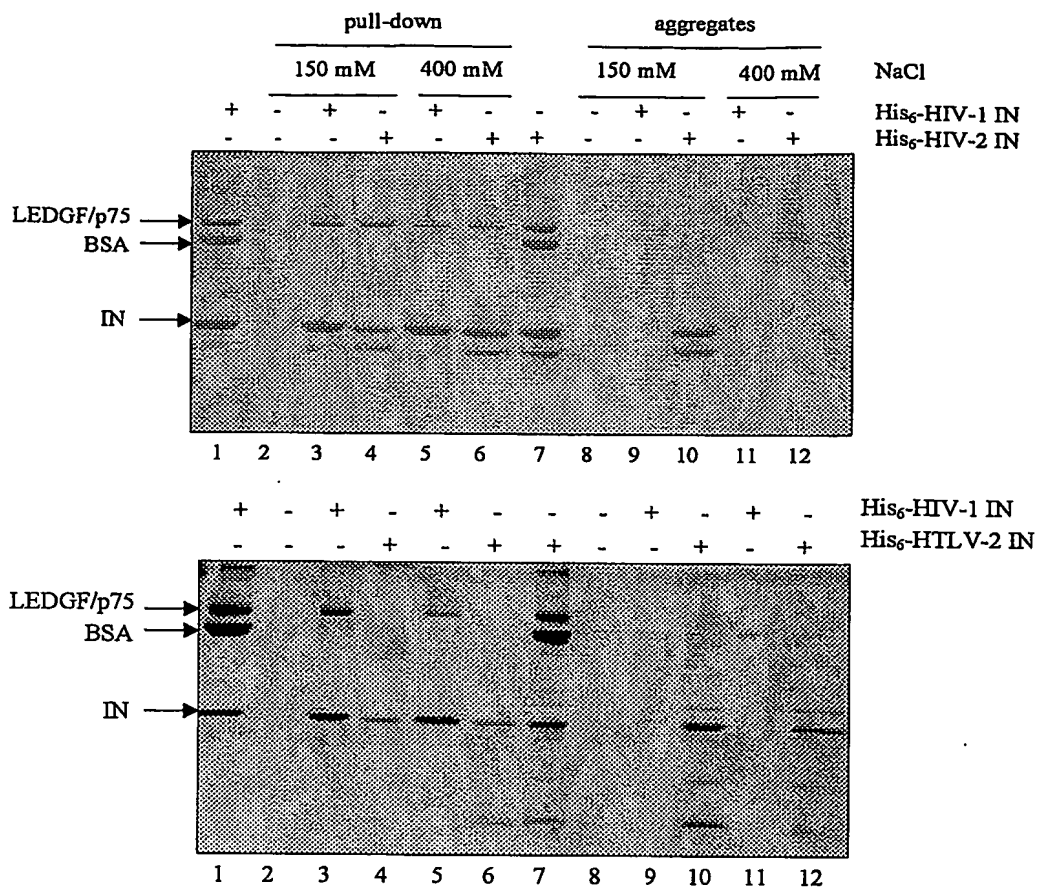 pull-down aggregates
150 mM 400 mM 150 mM 400 mM NaCl
+ - + - + - - - + - + - His₆-HIV-1 IN
- - - + - + + - - + - + His₆-HIV-2 IN
LEDGF/p75
BSA
IN
1 2 3 4 5 6 7 8 9 10 11 12
+ - + - + - - - + - + - His₆-HIV-1 IN
- - - + - + + - - + - + His₆-HTLV-2 IN
LEDGF/p75
BSA
IN
1 2 3 4 5 6 7 8 9 10 11 12